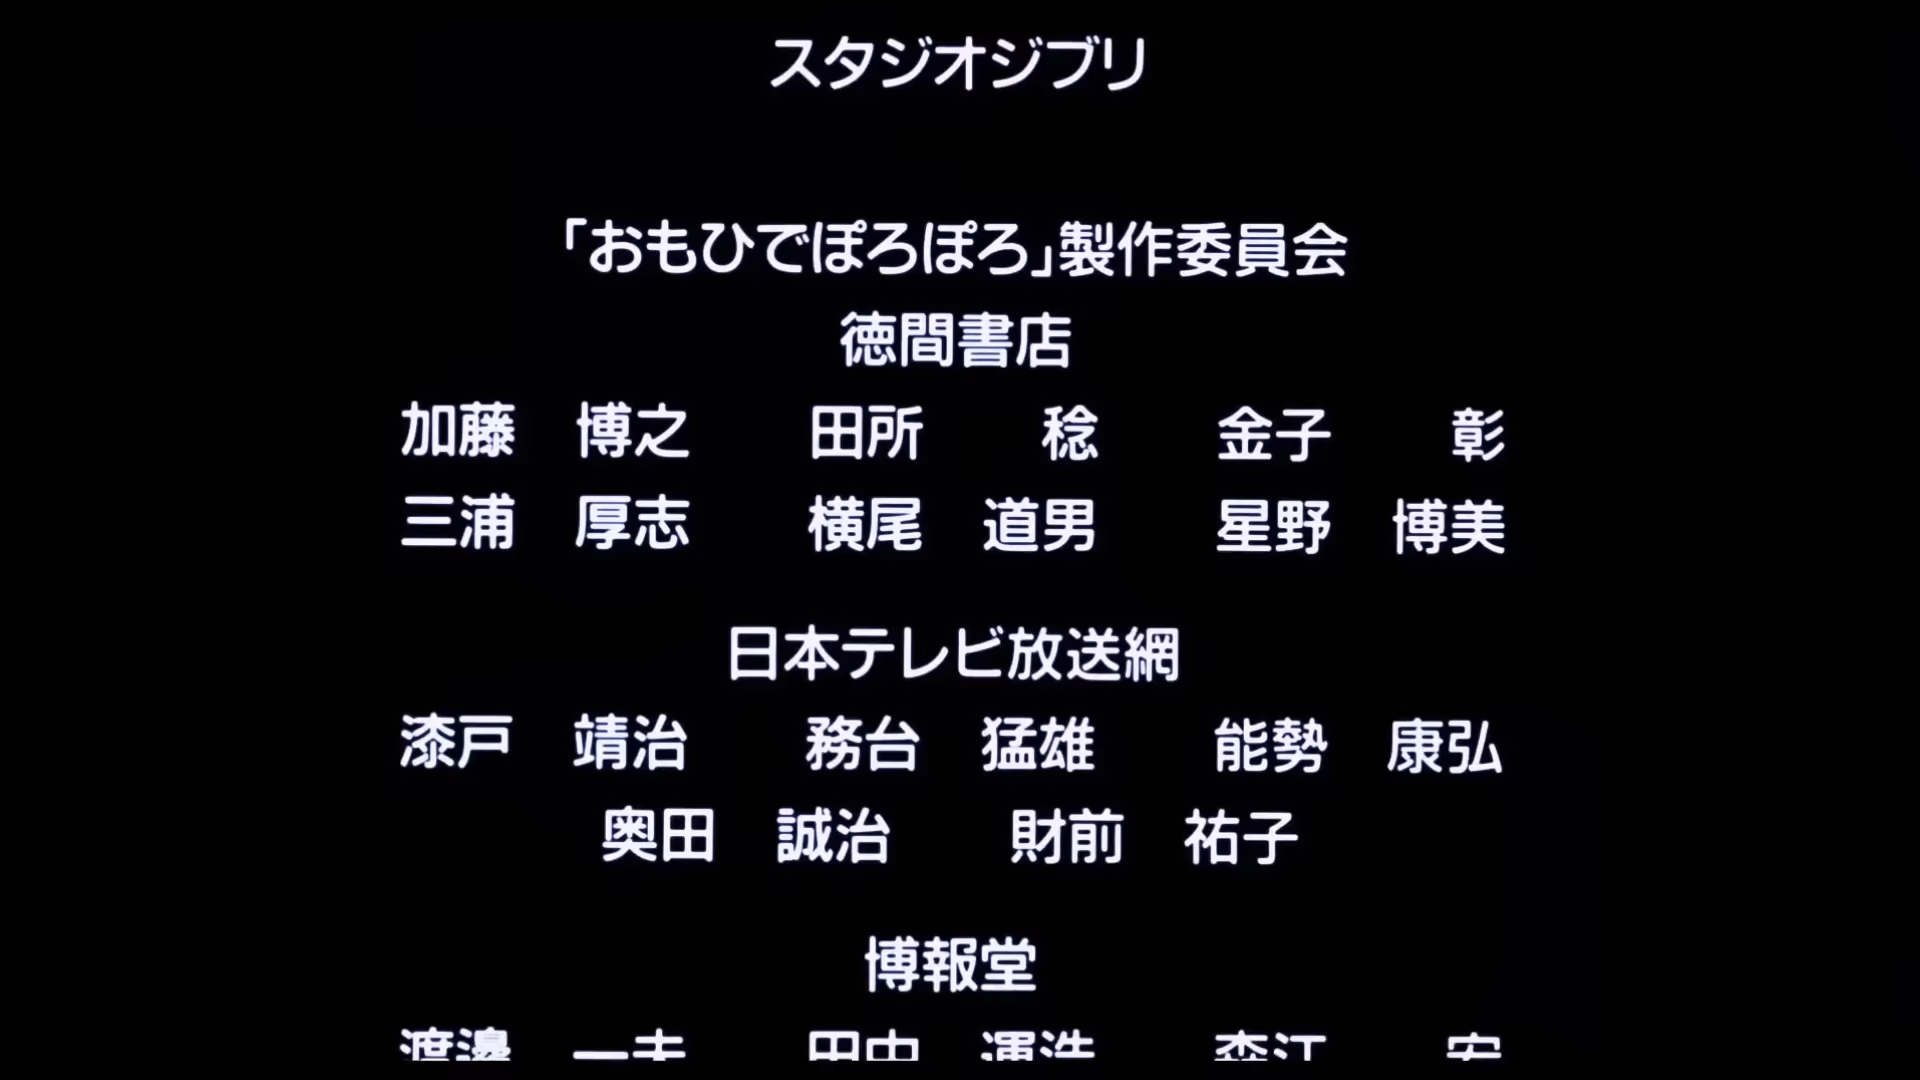 スタジオジブリ
「おもひでぽろぽろ」製作委員会
徳間書店
加藤　博之　　田所　　稔　　金子　　彰
三浦　厚志　　横尾　道男　　星野　博美
日本テレビ放送網
漆戸　靖治　　務台　猛雄　　能勢　康弘
奥田　誠治　　財前　祐子
博報堂